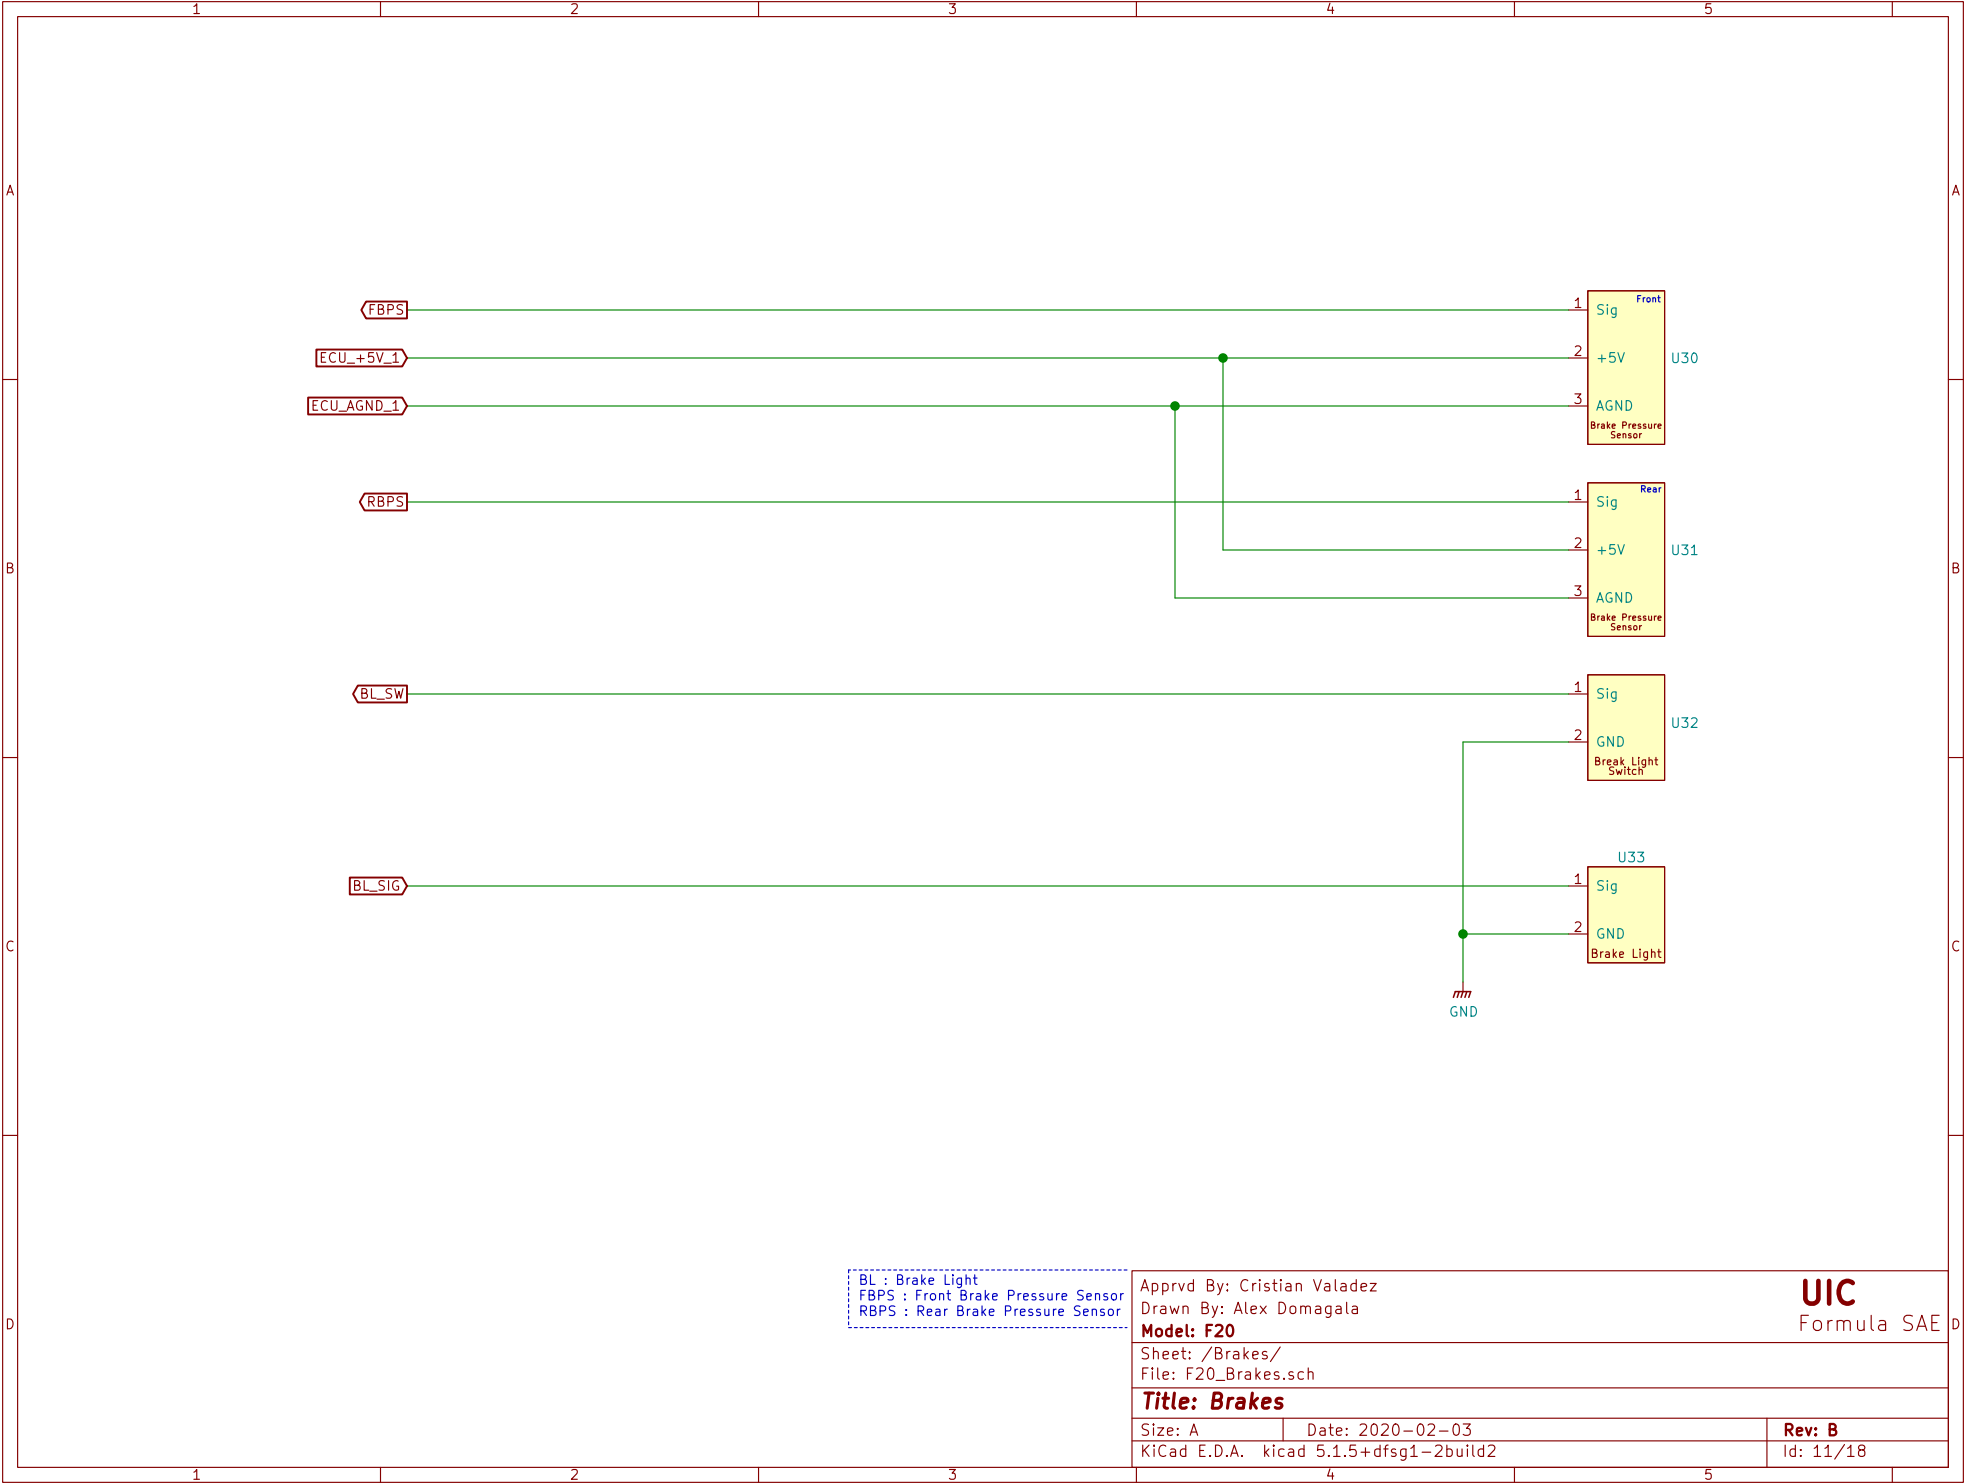 1 2 3 4 5
A A
B B
C C
D D
FBPS
ECU_+5V_1
ECU_AGND_1
RBPS
BL_SW
BL_SIG
Front
1 Sig
2 +5V U30
3 AGND
Brake Pressure
Sensor
Rear
1 Sig
2 +5V U31
3 AGND
Brake Pressure
Sensor
1 Sig
U32
2 GND
Break Light
Switch
U33
1 Sig
2 GND
Brake Light
GND
BL : Brake Light
FBPS : Front Brake Pressure Sensor
RBPS : Rear Brake Pressure Sensor
Apprvd By: Cristian Valadez
Drawn By: Alex Domagala
Model: F20
UIC
Formula SAE
Sheet: /Brakes/
File: F20_Brakes.sch
Title: Brakes
Size: A Date: 2020-02-03 Rev: B
KiCad E.D.A. kicad 5.1.5+dfsg1-2build2 Id: 11/18
1 2 3 4 5